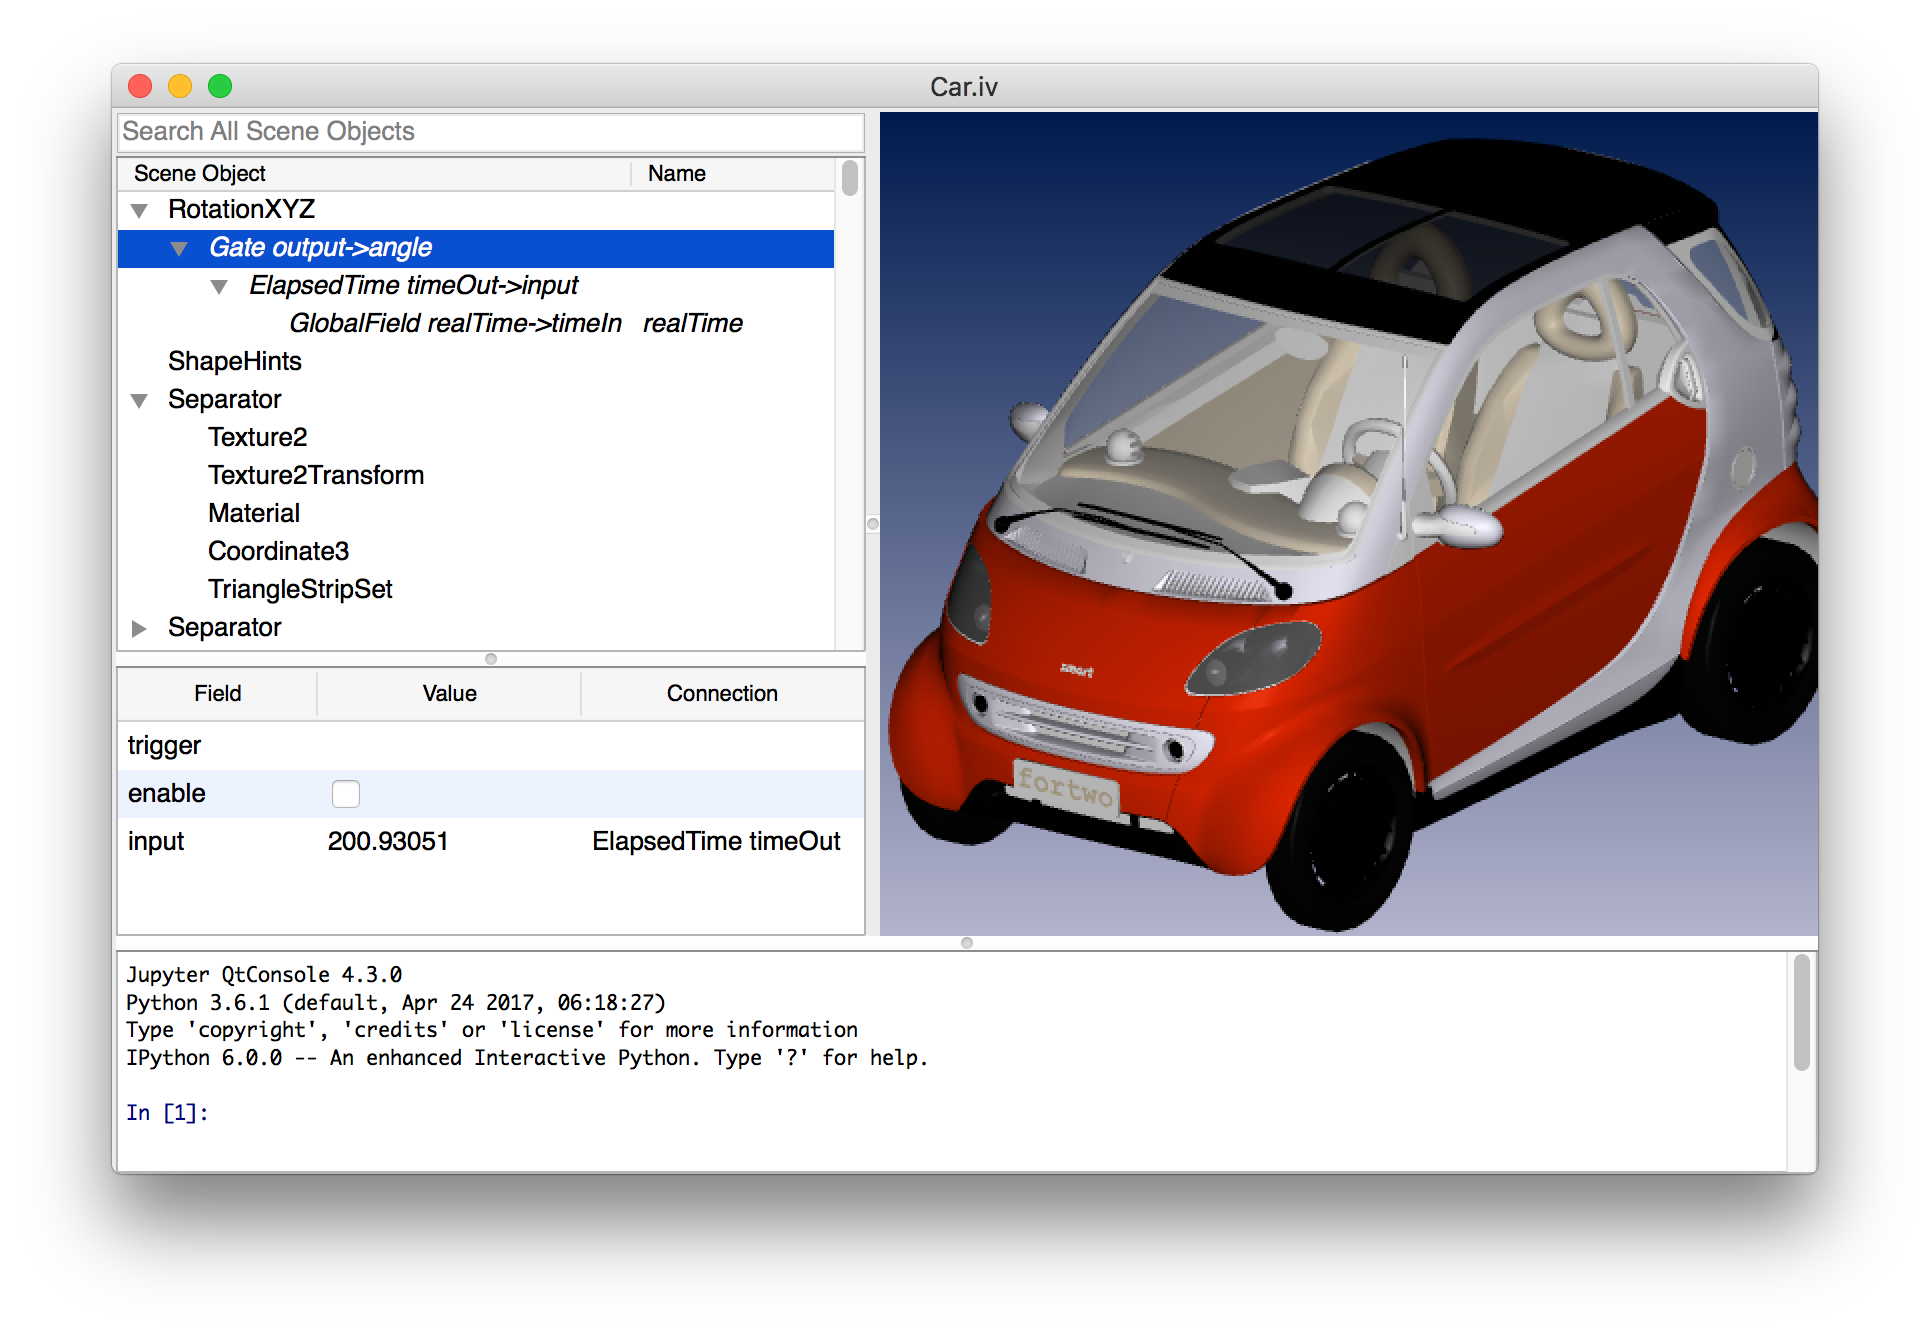 Car.iv
Search All Scene Objects
Scene Object Name
RotationXYZ
Gate output->angle
ElapsedTime timeOut->input
GlobalField realTime->timeIn realTime
ShapeHints
Separator
Texture2
Texture2Transform
Material
Coordinate3
TriangleStripSet
Separator
Field Value Connection
trigger
enable
input 200.93051 ElapsedTime timeOut
smart
fortwo
Jupyter QtConsole 4.3.0
Python 3.6.1 (default, Apr 24 2017, 06:18:27)
Type 'copyright', 'credits' or 'license' for more information
IPython 6.0.0 -- An enhanced Interactive Python. Type '?' for help.
In [1]: